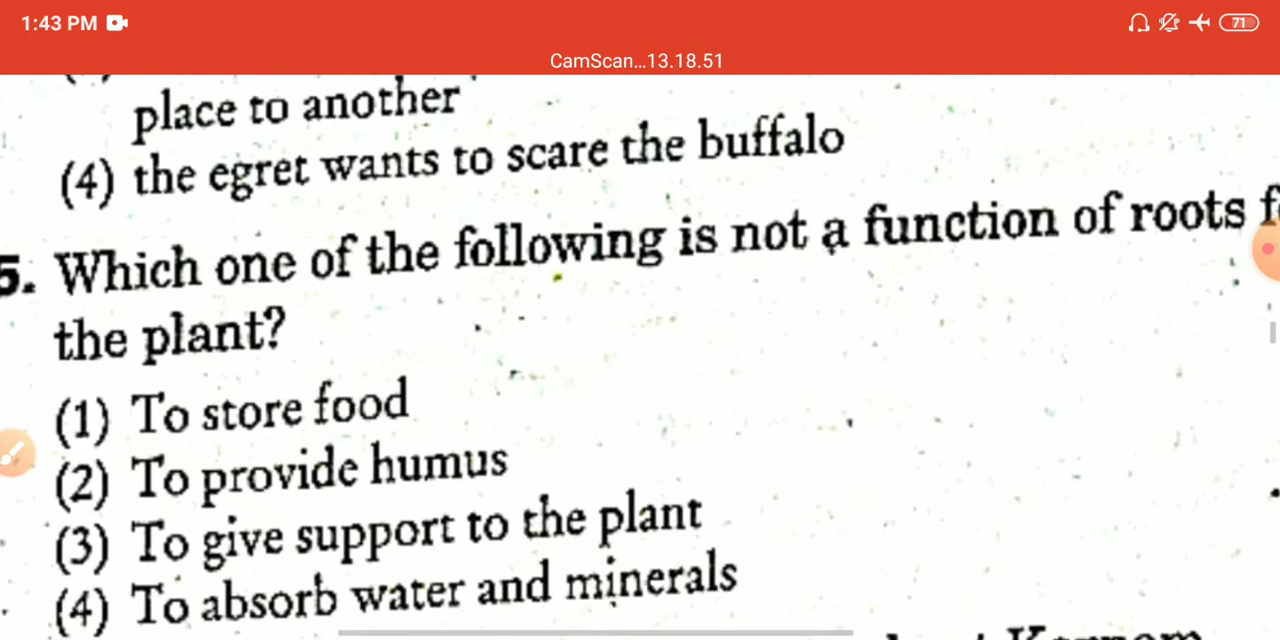 1:43 PM
71
CamScan...13.18.51
place to another
(4) the egret wants to scare the buffalo
5. Which one of the following is not a function of roots f
the plant?
(1) To store food
(2) To provide humus
(3) To give support to the plant
(4) To absorb water and minerals